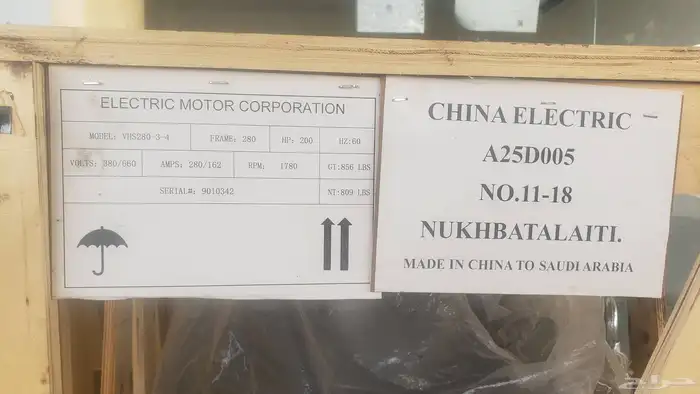 ELECTRIC MOTOR CORPORATION
MODEL: VHS280-3-4 FRAME: 280 HP: 200 HZ:60
VOLTS: 380/660 AMPS: 280/162 RPM: 1780 GT:856 LBS
SERIAL#: 9010342 NT:809 LBS
CHINA ELECTRIC
A25D005
NO.11-18
NUKHBATALAITI.
MADE IN CHINA TO SAUDI ARABIA
حراج